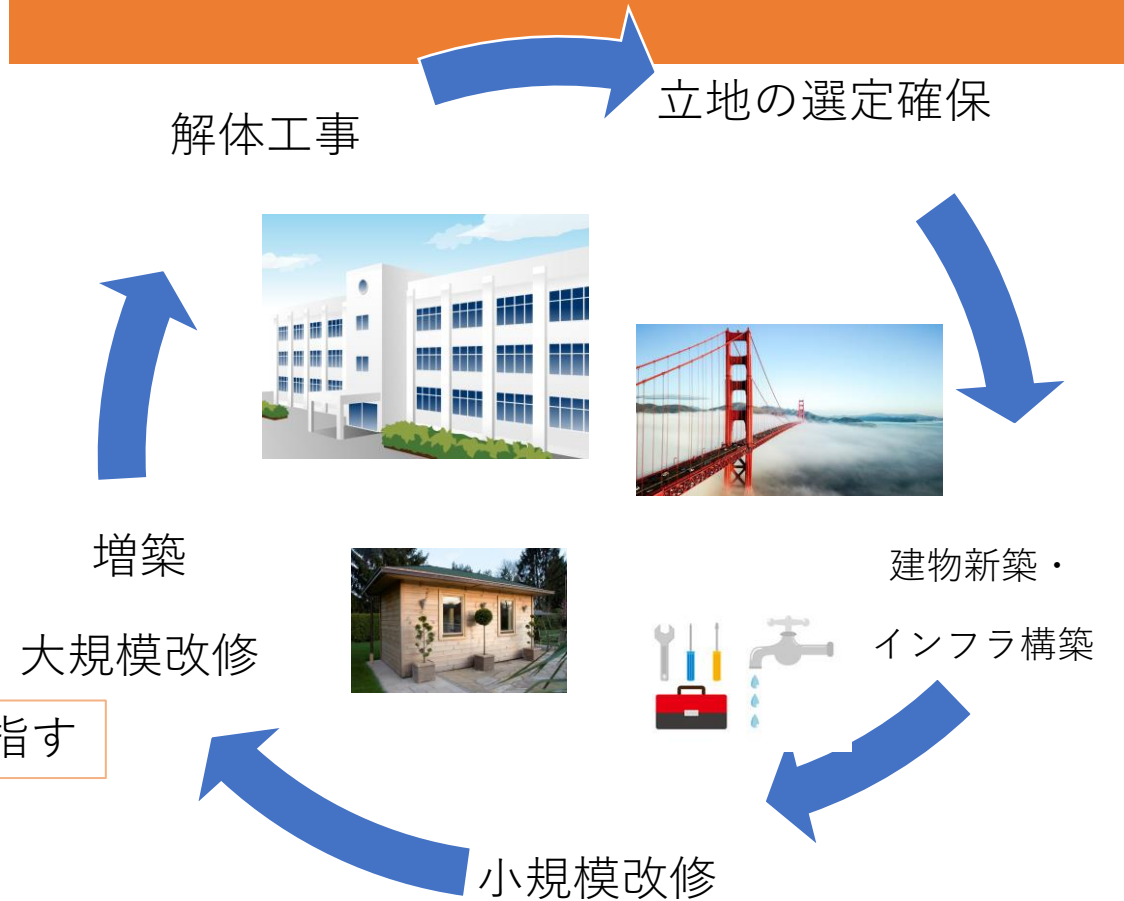 解体工事
立地の選定確保
増築
大規模改修
指す
建物新築・
インフラ構築
小規模改修